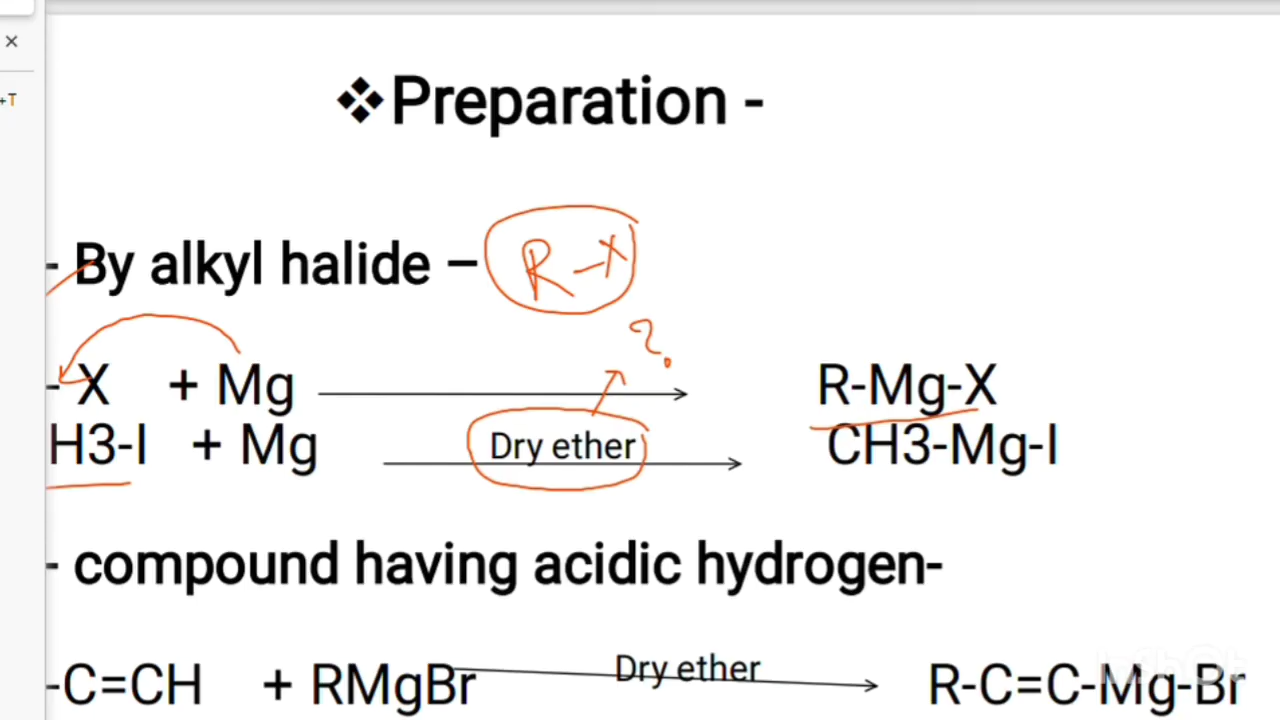 +T
❖Preparation -
- By alkyl halide – R-X
?
- X + Mg R-Mg-X
H3-I + Mg Dry ether CH3-Mg-I
- compound having acidic hydrogen-
-C=CH + RMgBr Dry ether R-C=C-Mg-Br